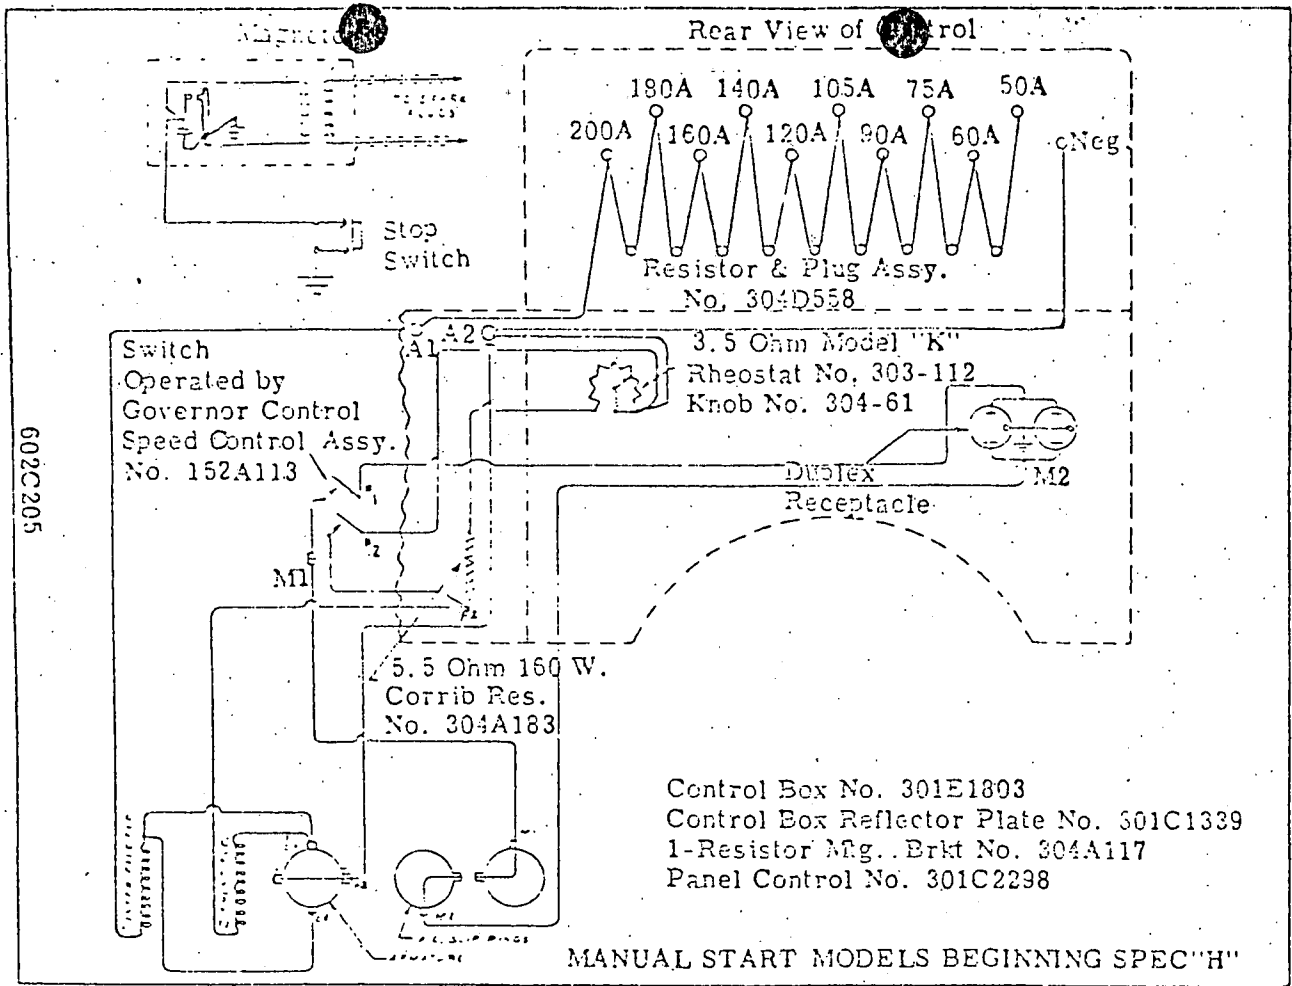 Rear View of
180A 140A 105A 75A 50A
200A 160A 120A 90A 60A
Neg
Stop
Switch
Resistor & Plug Assy.
No. 304D558
A1
A2
3.5 Ohm Model "K"
Rheostat No. 303-112
Knob No. 304-61
Switch
Operated by
Governor Control
Speed Control Assy.
No. 152A113
602C205
Duplex
Receptacle
M2
M1
5.5 Ohm 160 W.
Corrib Res.
No. 304A183
Control Box No. 301E1803
Control Box Reflector Plate No. 301C1339
1-Resistor Mtg. Brkt No. 304A117
Panel Control No. 301C2298
ARMATURE
MANUAL START MODELS BEGINNING SPEC"H"